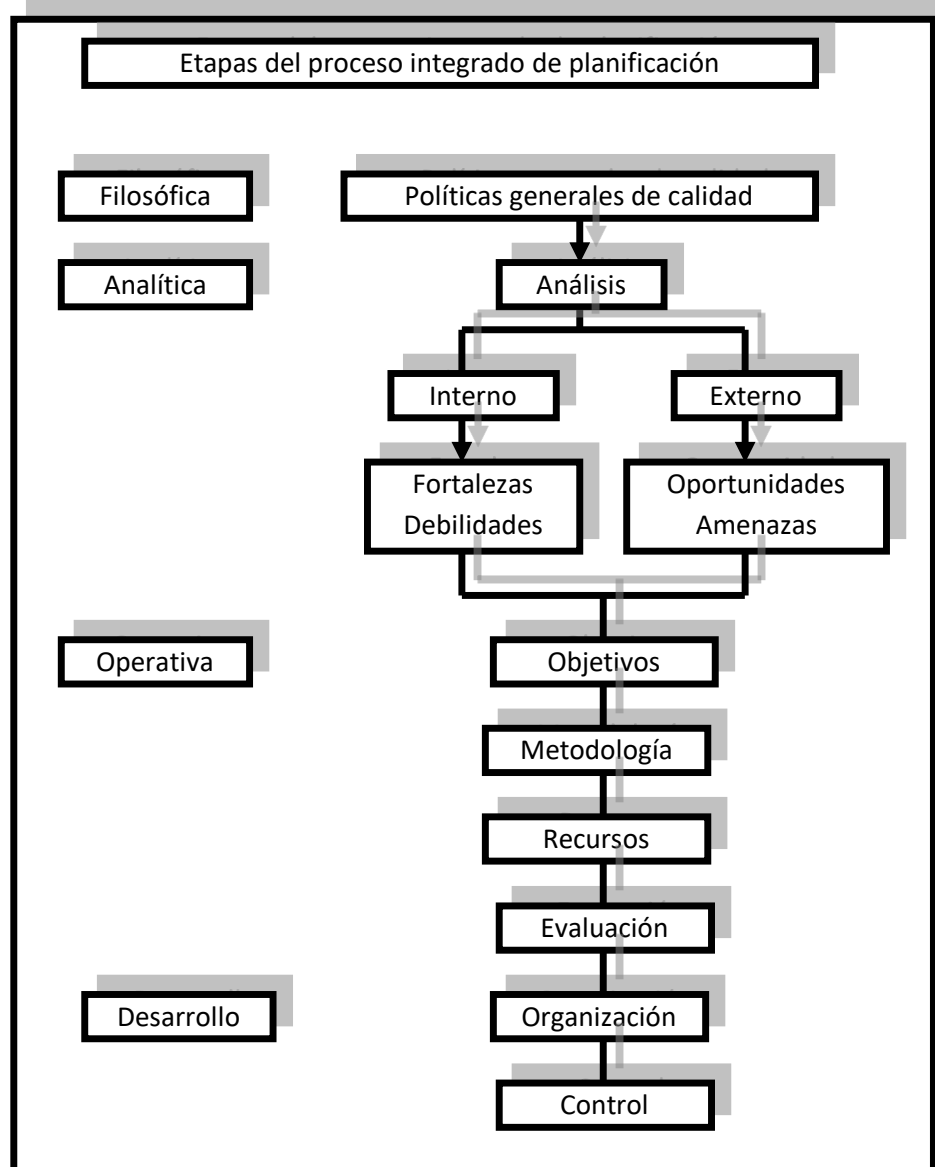 Etapas del proceso integrado de planificación
Filosófica
Políticas generales de calidad
Analítica
Análisis
Interno
Externo
Fortalezas
Debilidades
Oportunidades
Amenazas
Operativa
Objetivos
Metodología
Recursos
Evaluación
Desarrollo
Organización
Control